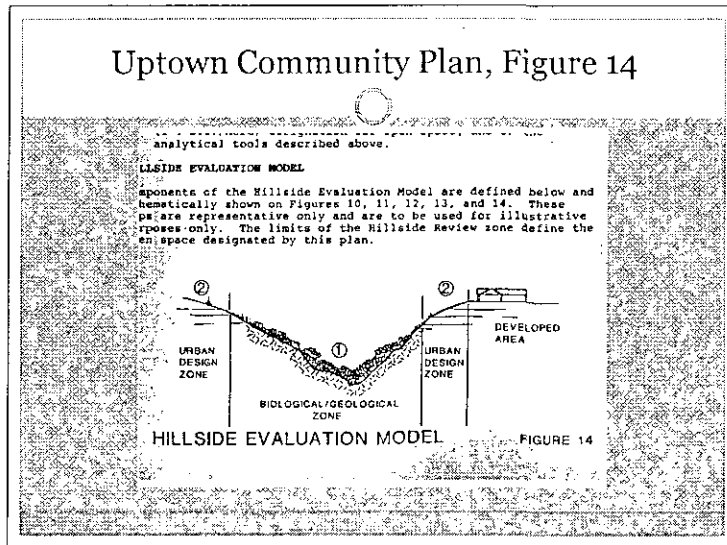 Uptown Community Plan, Figure 14
analytical tools described above.
LLSIDE EVALUATION MODEL
mponents of the Hillside Evaluation Model are defined below and
hematically shown on Figures 10, 11, 12, 13, and 14. These
ps are representative only and are to be used for illustrative
rposes only. The limits of the Hillside Review zone define the
en space designated by this plan.
② ②
①
URBAN
DESIGN
ZONE
BIOLOGICAL/GEOLOGICAL
ZONE
URBAN
DESIGN
ZONE
DEVELOPED
AREA
HILLSIDE EVALUATION MODEL FIGURE 14